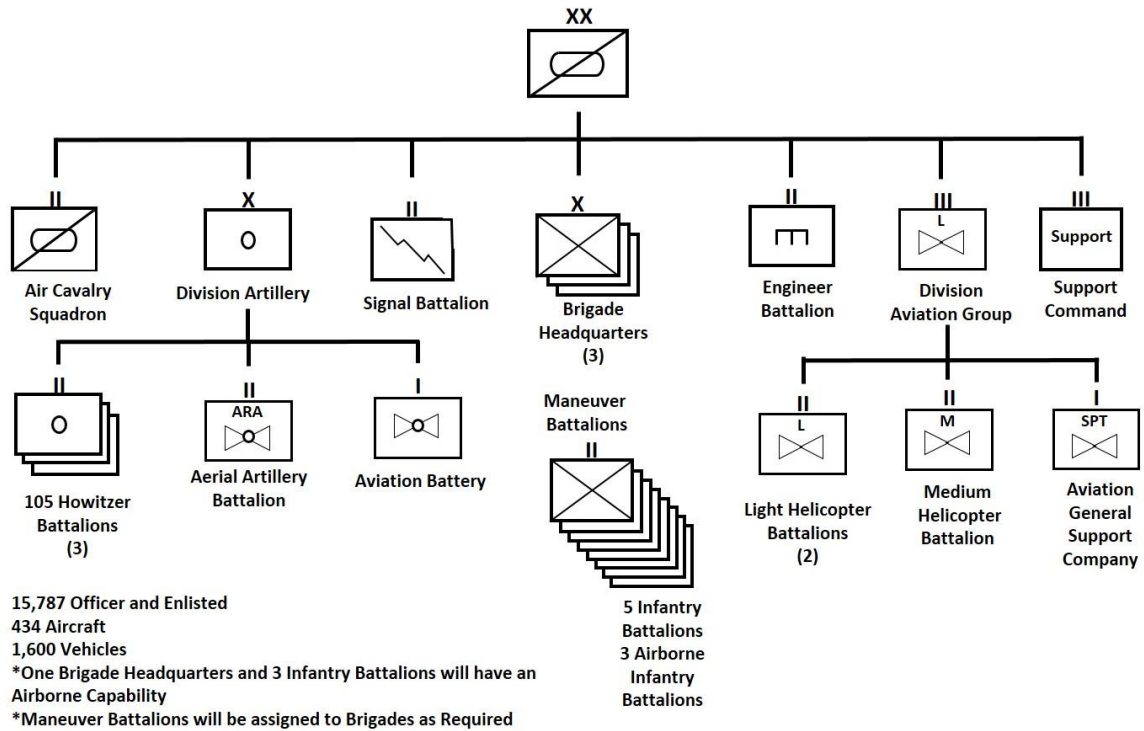 XX
II
X
II
X
II
III
III
L
Support
Air Cavalry
Squadron
Division Artillery
Signal Battalion
Brigade
Headquarters
(3)
Engineer
Battalion
Division
Aviation Group
Support
Command
II
II
I
ARA
105 Howitzer
Battalions
(3)
Aerial Artillery
Battalion
Aviation Battery
Maneuver
Battalions
II
5 Infantry
Battalions
3 Airborne
Infantry
Battalions
II
II
I
L
M
SPT
Light Helicopter
Battalions
(2)
Medium
Helicopter
Battalion
Aviation
General
Support
Company
15,787 Officer and Enlisted
434 Aircraft
1,600 Vehicles
*One Brigade Headquarters and 3 Infantry Battalions will have an
Airborne Capability
*Maneuver Battalions will be assigned to Brigades as Required